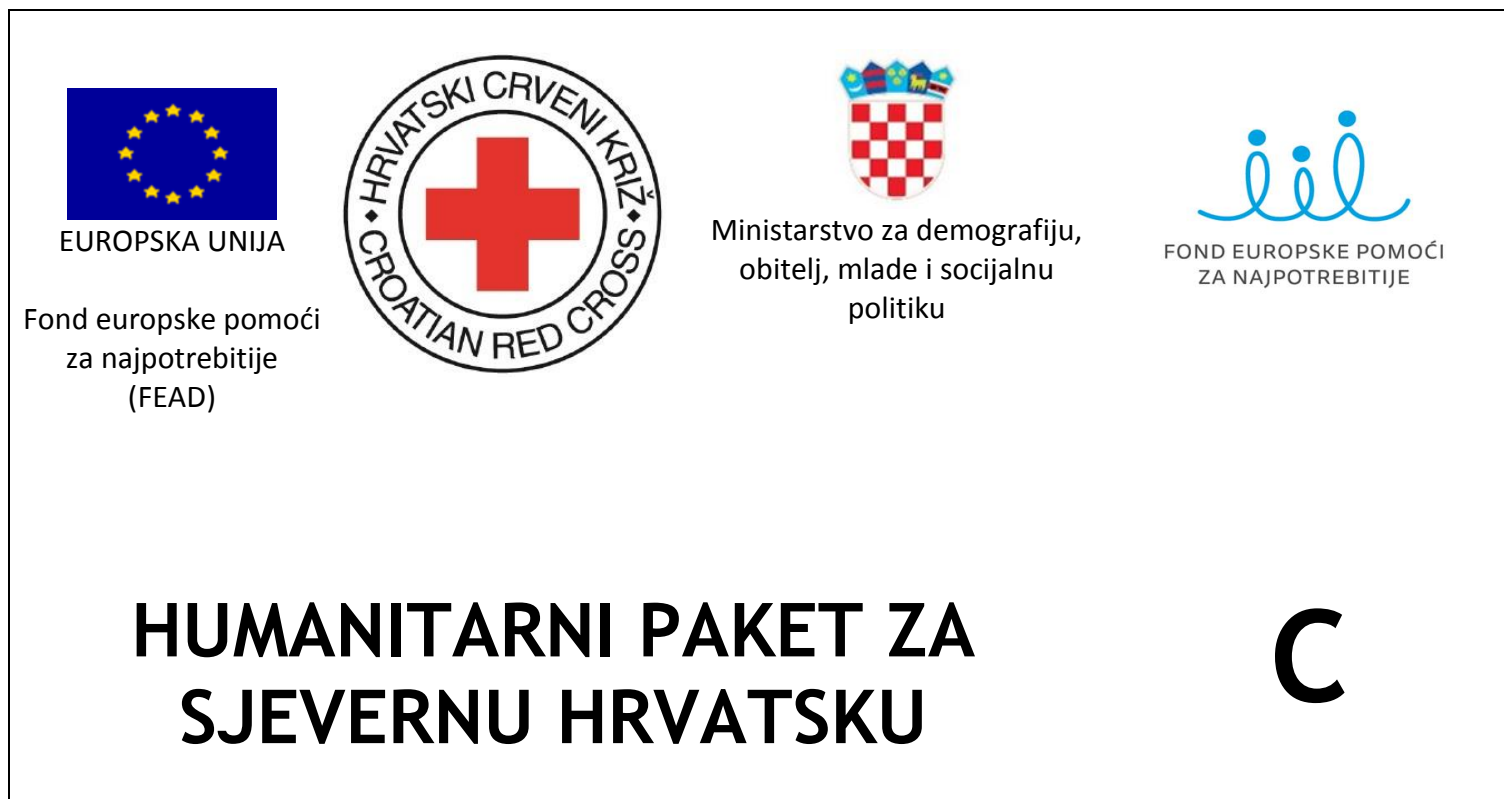 EUROPSKA UNIJA
Fond europske pomoći
za najpotrebitije
(FEAD)
HRVATSKI CRVENI KRIŽ
CROATIAN RED CROSS
Ministarstvo za demografiju,
obitelj, mlade i socijalnu
politiku
FOND EUROPSKE POMOĆI
ZA NAJPOTREBITIJE
HUMANITARNI PAKET ZA
SJEVERNU HRVATSKU
C